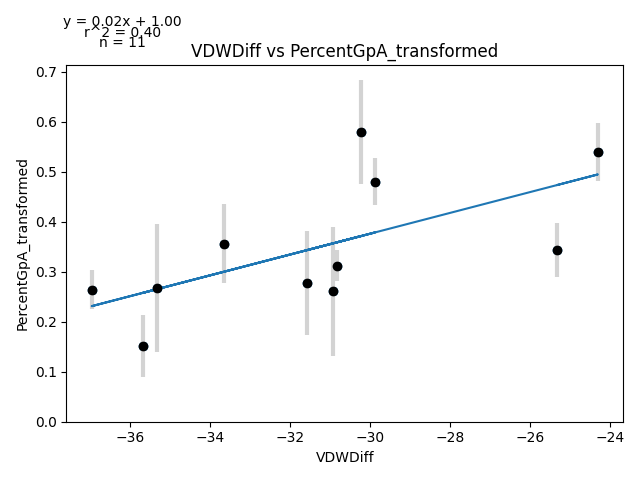 y = 0.02x + 1.00
r^2 = 0.40
n = 11
VDWDiff vs PercentGpA_transformed
0.7
0.6
0.5
0.4
0.3
0.2
0.1
0.0
PercentGpA_transformed
−36
−34
−32
−30
−28
−26
−24
VDWDiff